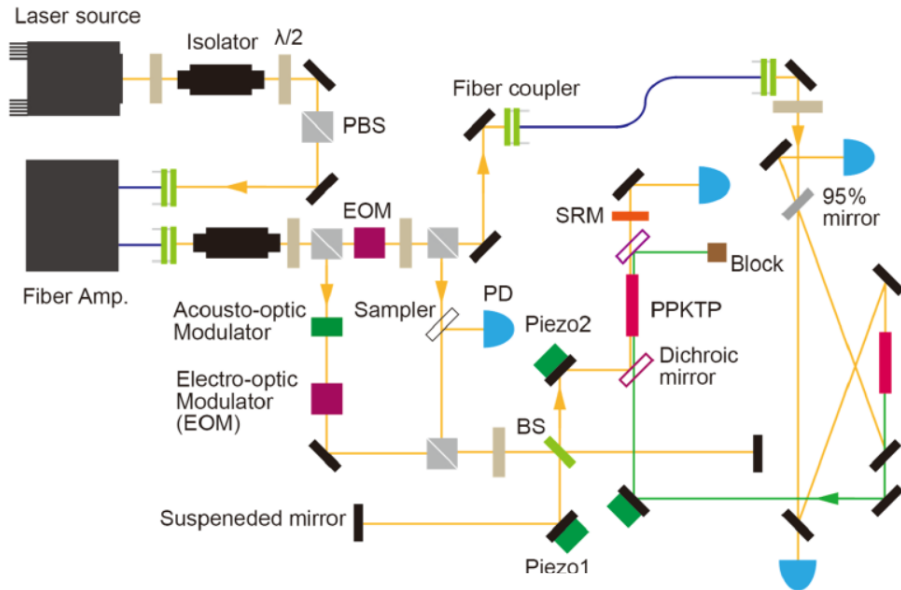 Laser source
Isolator
λ/2
PBS
Fiber coupler
95%
mirror
EOM
SRM
Block
Fiber Amp.
Acousto-optic
Modulator
Sampler
PD
Piezo2
PPKTP
Dichroic
mirror
Electro-optic
Modulator
(EOM)
BS
Suspeneded mirror
Piezo1